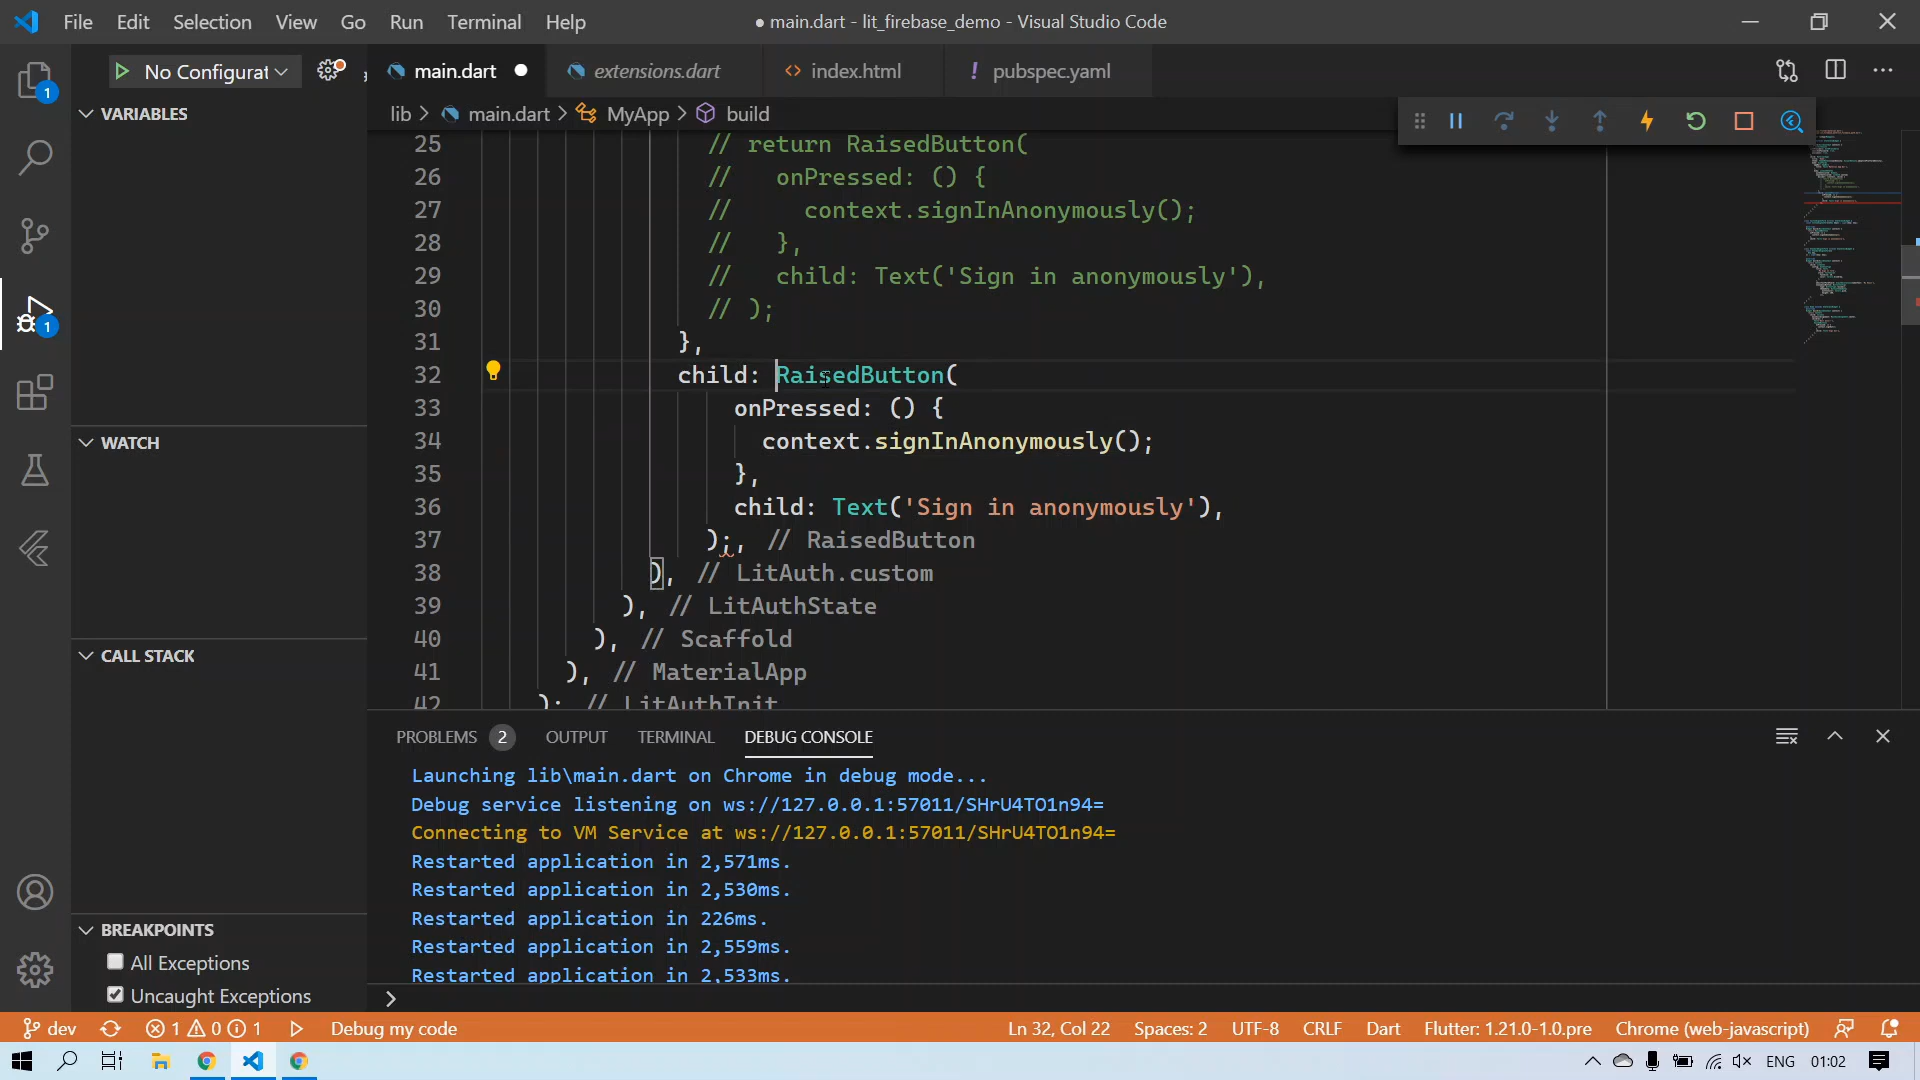 File Edit Selection View Go Run Terminal Help
● main.dart - lit_firebase_demo - Visual Studio Code
No Configurat
main.dart ●
extensions.dart
<> index.html
! pubspec.yaml
lib > main.dart > MyApp > build
1
VARIABLES
25 // return RaisedButton(
26 //   onPressed: () {
27 //     context.signInAnonymously();
28 //   },
29 //   child: Text('Sign in anonymously'),
30 // );
31 },
32 child: RaisedButton(
33 onPressed: () {
34 context.signInAnonymously();
35 },
36 child: Text('Sign in anonymously'),
37 );, // RaisedButton
38 ), // LitAuth.custom
39 ), // LitAuthState
40 ), // Scaffold
41 ), // MaterialApp
42 ); // LitAuthInit
1
WATCH
CALL STACK
BREAKPOINTS
All Exceptions
Uncaught Exceptions
PROBLEMS 2 OUTPUT TERMINAL DEBUG CONSOLE
Launching lib\main.dart on Chrome in debug mode...
Debug service listening on ws://127.0.0.1:57011/SHrU4TO1n94=
Connecting to VM Service at ws://127.0.0.1:57011/SHrU4TO1n94=
Restarted application in 2,571ms.
Restarted application in 2,530ms.
Restarted application in 226ms.
Restarted application in 2,559ms.
Restarted application in 2,533ms.
>
dev 1 0 1 Debug my code Ln 32, Col 22 Spaces: 2 UTF-8 CRLF Dart Flutter: 1.21.0-1.0.pre Chrome (web-javascript)
ENG 01:02